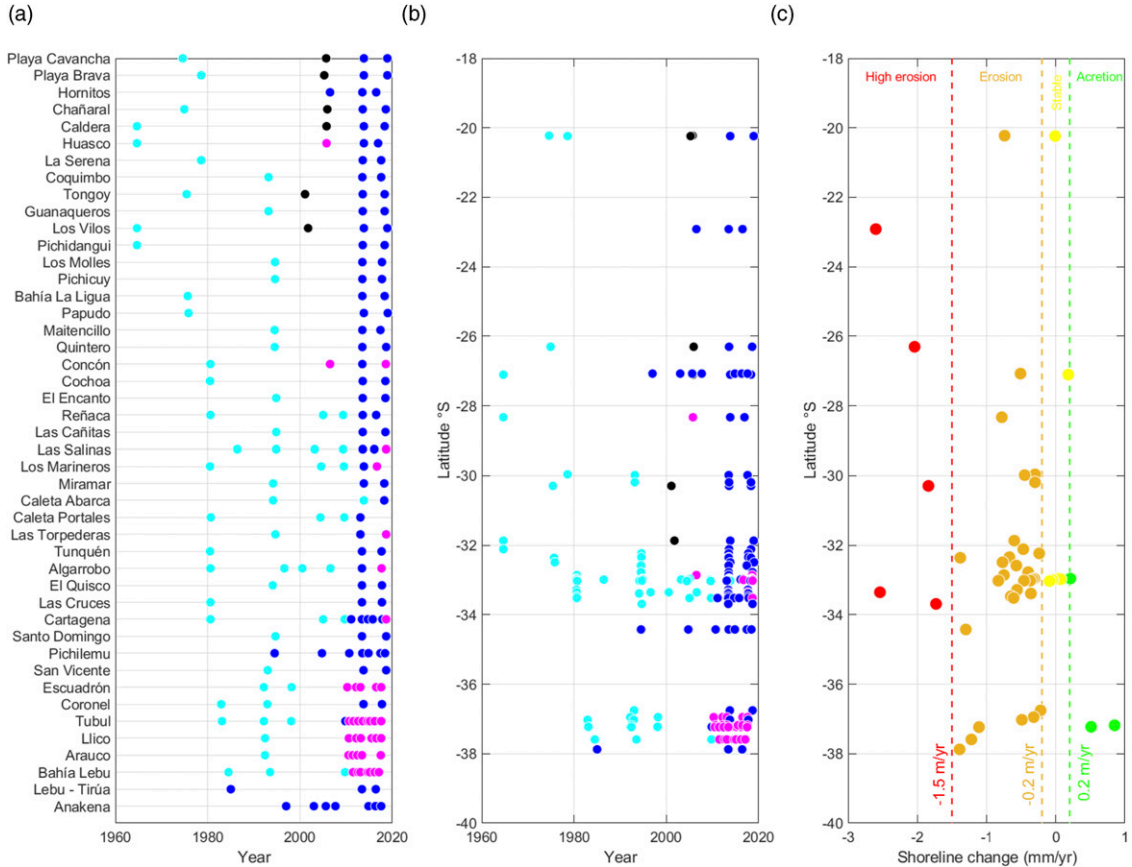 (a)
(b)
(c)
Playa Cavancha
Playa Brava
Hornitos
Chañaral
Caldera
Huasco
La Serena
Coquimbo
Tongoy
Guanaqueros
Los Vilos
Pichidangui
Los Molles
Pichicuy
Bahía La Ligua
Papudo
Maitencillo
Quintero
Concón
Cochoa
El Encanto
Reñaca
Las Cañitas
Las Salinas
Los Marineros
Miramar
Caleta Abarca
Caleta Portales
Las Torpederas
Tunquén
Algarrobo
El Quisco
Las Cruces
Cartagena
Santo Domingo
Pichilemu
San Vicente
Escuadrón
Coronel
Tubul
Llico
Arauco
Bahía Lebu
Lebu - Tirúa
Anakena
1960
1980
2000
2020
Year
Latitude °S
-18
-20
-22
-24
-26
-28
-30
-32
-34
-36
-38
-40
1960
1980
2000
2020
Year
Latitude °S
-18
-20
-22
-24
-26
-28
-30
-32
-34
-36
-38
-40
High erosion
Erosion
Stable
Acretion
-1.5 m/yr
-0.2 m/yr
0.2 m/yr
-3
-2
-1
0
1
Shoreline change (mm/yr)